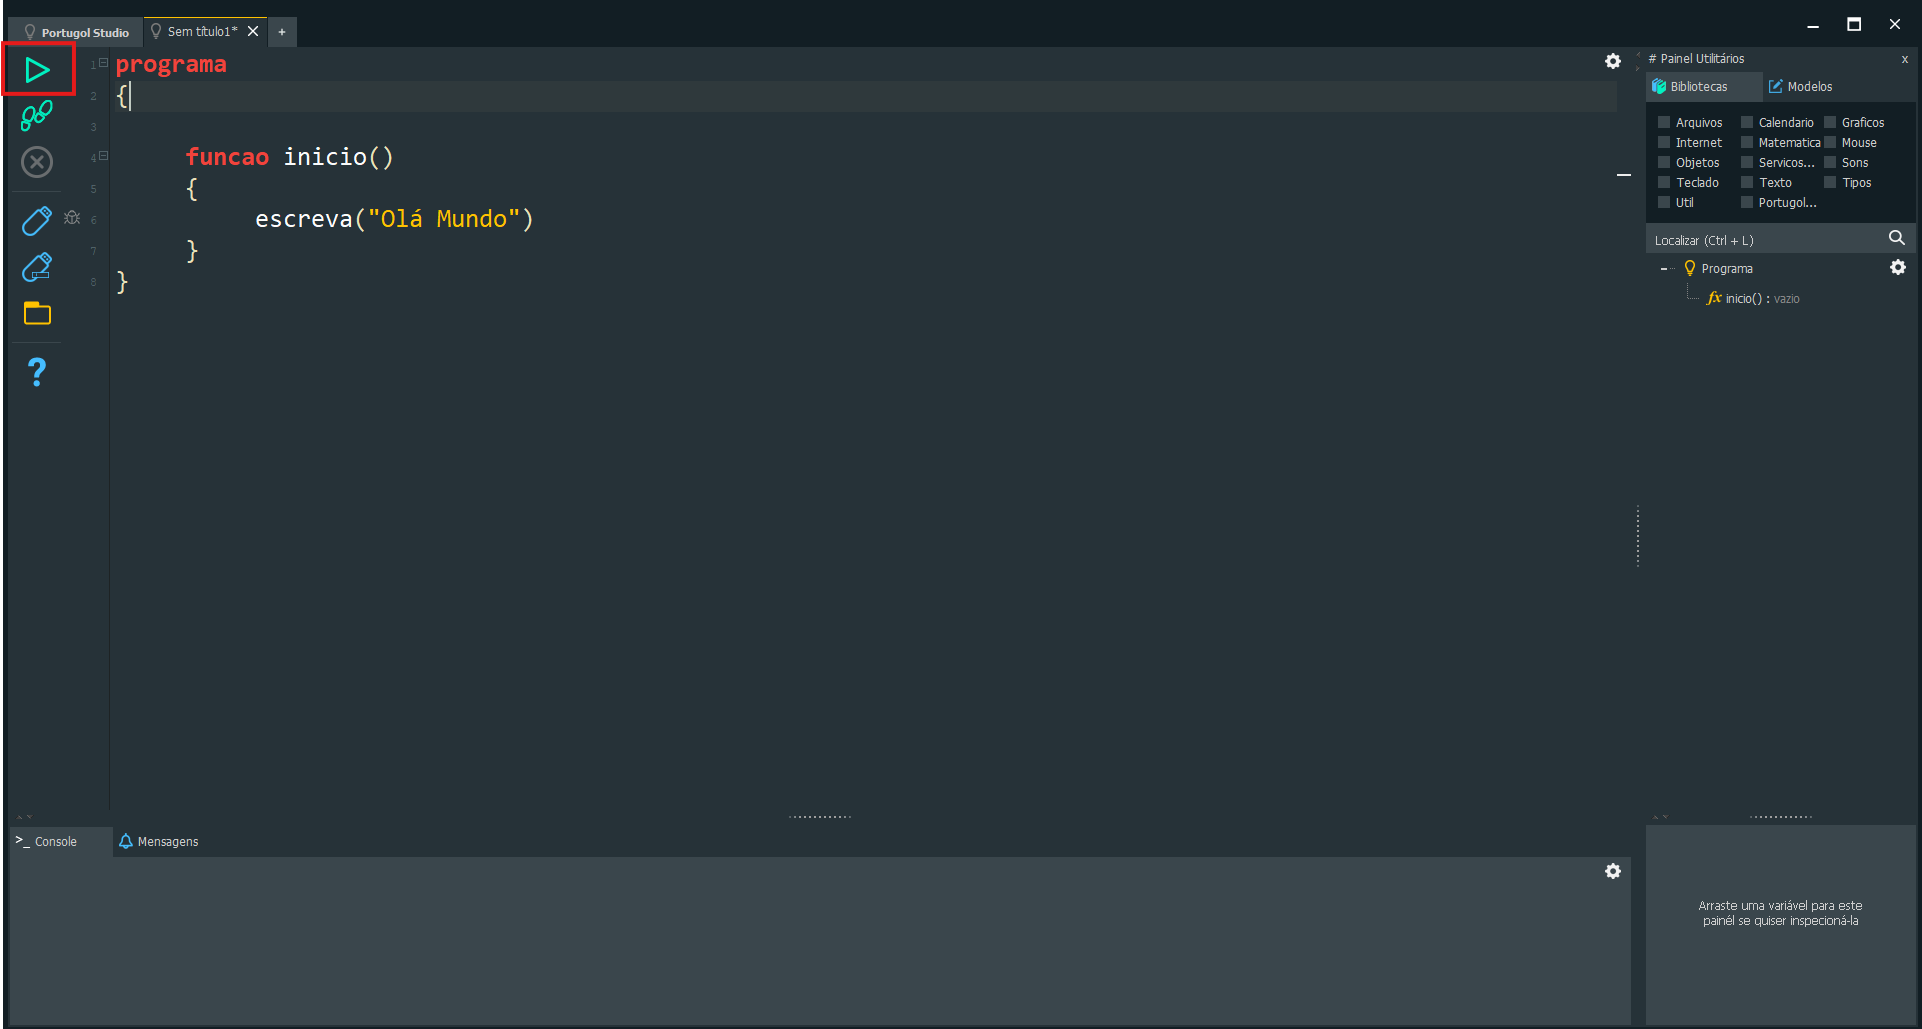 Portugol Studio
Sem título1*
+
1 programa
2 {
3
4 funcao inicio()
5 {
6 escreva("Olá Mundo")
7 }
8 }
?
>_ Console
Mensagens
# Painel Utilitários x
Bibliotecas Modelos
Arquivos Calendario Graficos
Internet Matematica Mouse
Objetos Servicos... Sons
Teclado Texto Tipos
Util Portugol...
Localizar (Ctrl + L)
Programa
fx inicio() : vazio
Arraste uma variável para este
painél se quiser inspecioná-la